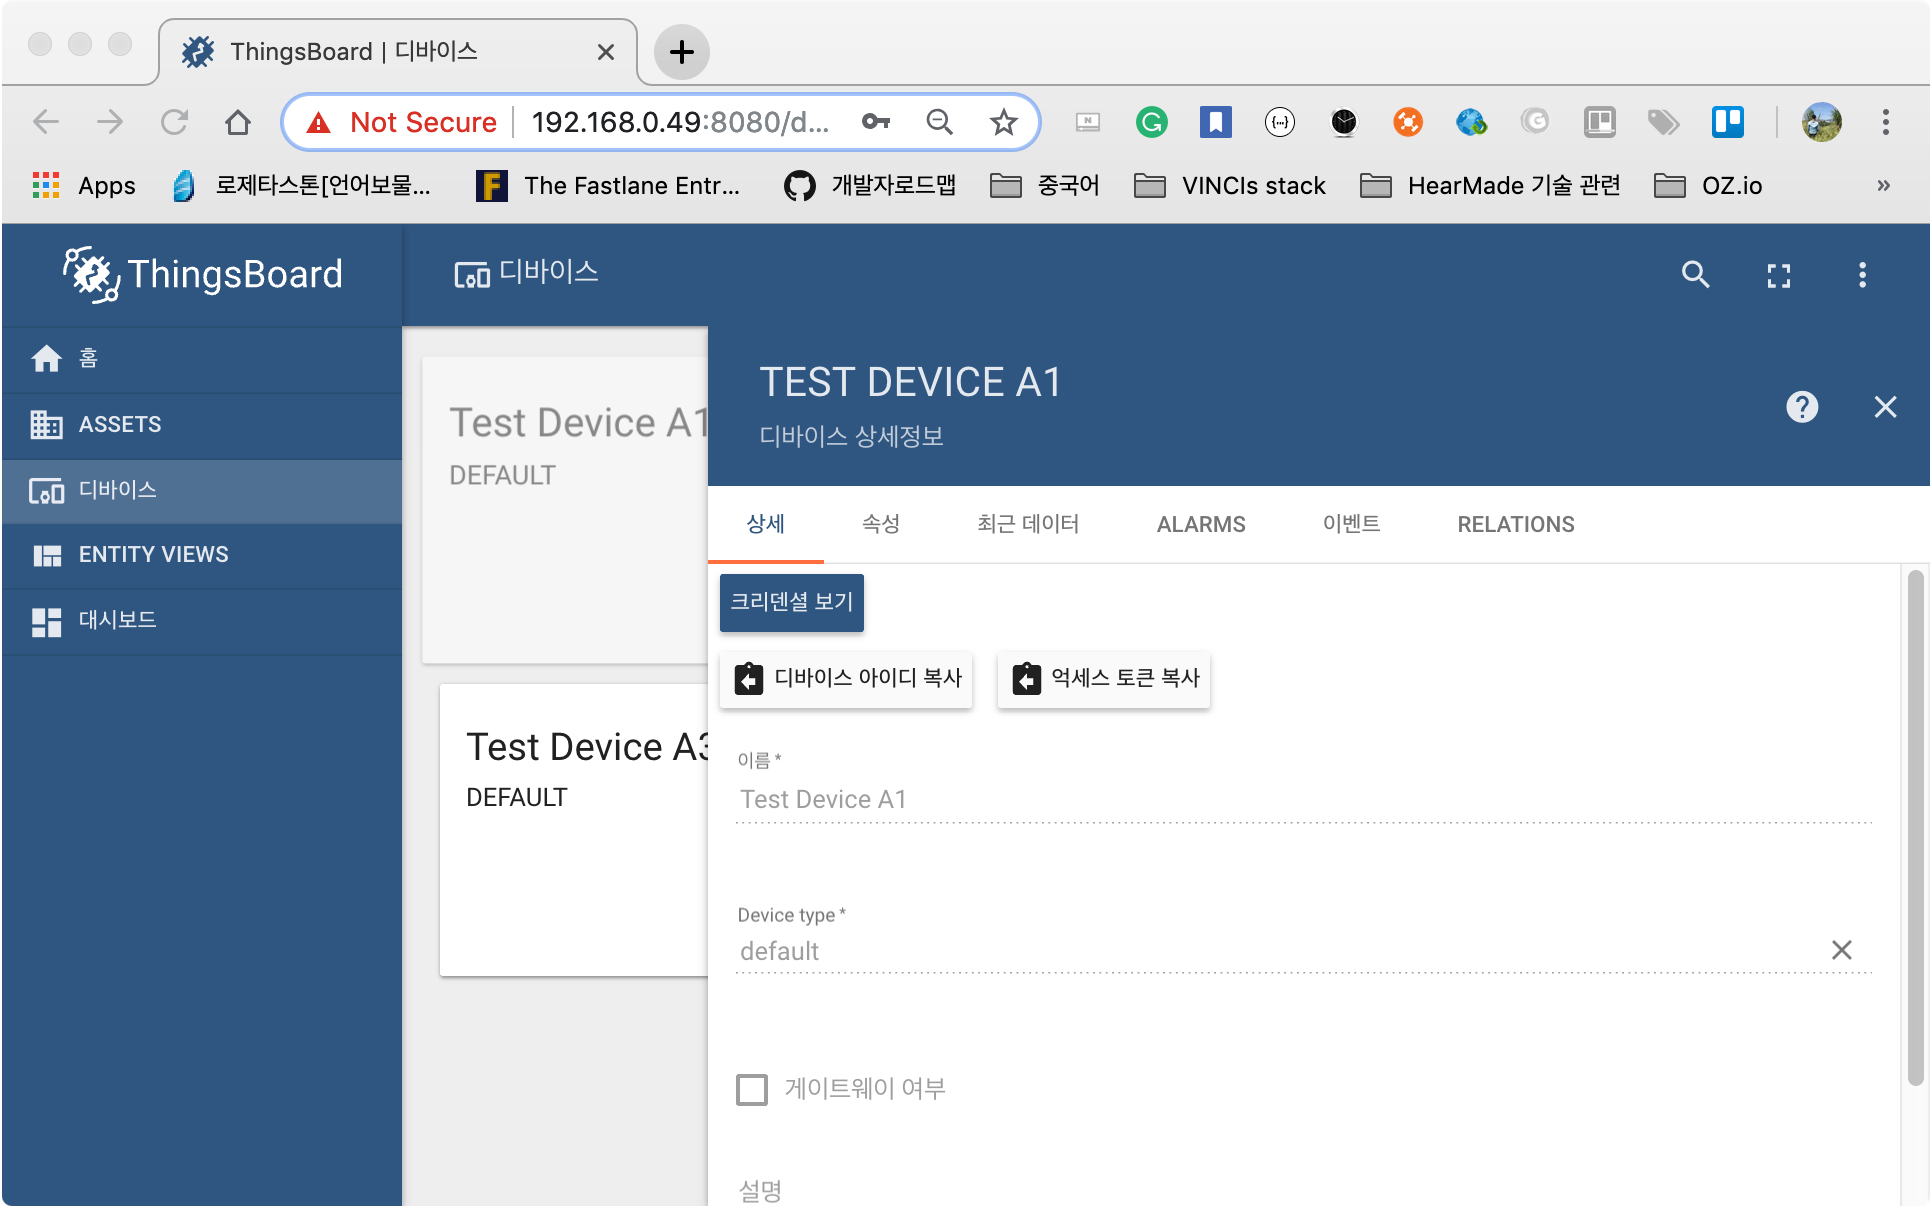 ThingsBoard | 디바이스
Not Secure 192.168.0.49:8080/d...
Apps 로제타스톤[언어보물... The Fastlane Entr... 개발자로드맵 중국어 VINCIs stack HearMade 기술 관련 OZ.io »
ThingsBoard
디바이스
홈
ASSETS
디바이스
ENTITY VIEWS
대시보드
Test Device A1
DEFAULT
Test Device A3
DEFAULT
TEST DEVICE A1
디바이스 상세정보
상세 속성 최근 데이터 ALARMS 이벤트 RELATIONS
크리덴셜 보기
디바이스 아이디 복사 억세스 토큰 복사
이름 *
Test Device A1
Device type *
default
게이트웨이 여부
설명